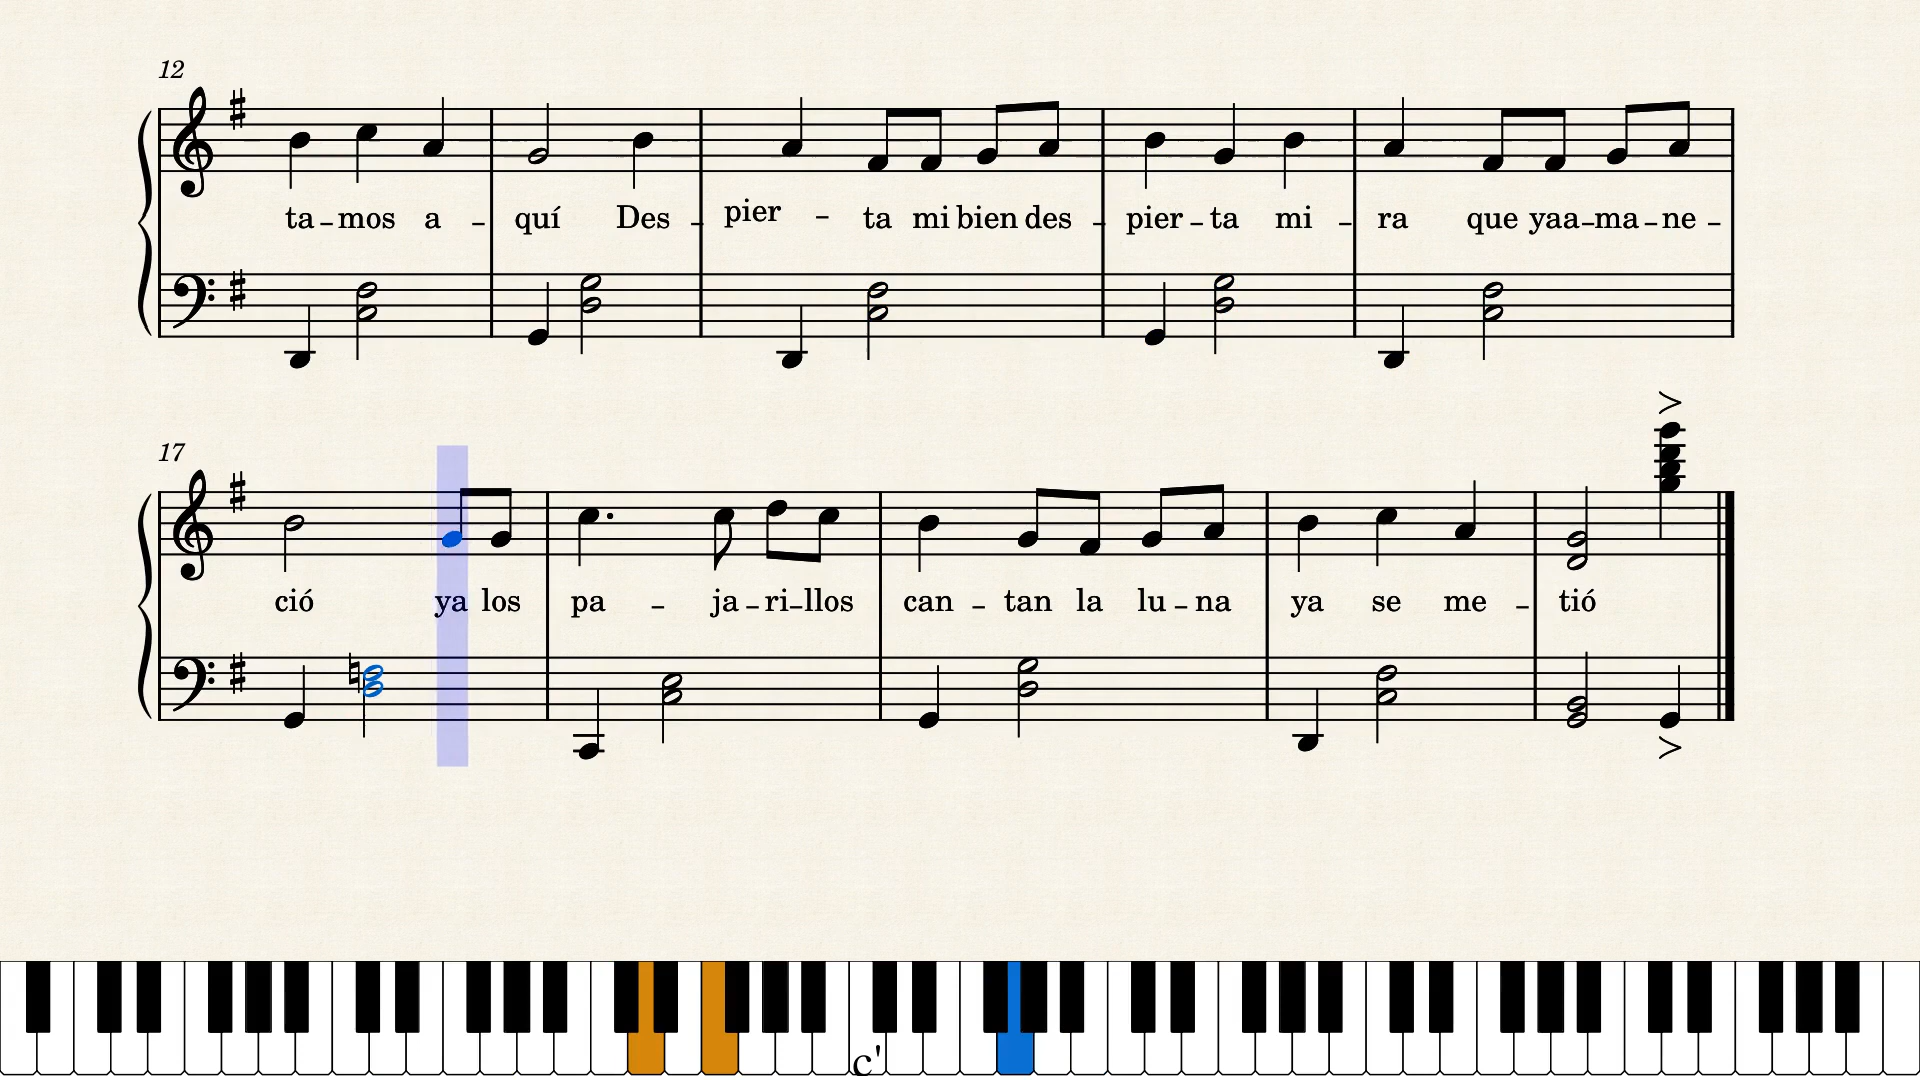 12
ta - mos a - quí Des - pier - ta mi bien des - pier - ta mi - ra que yaa - ma - ne -
17
ció ya los pa - ja - ri - llos can - tan la lu - na ya se me - tió
c'